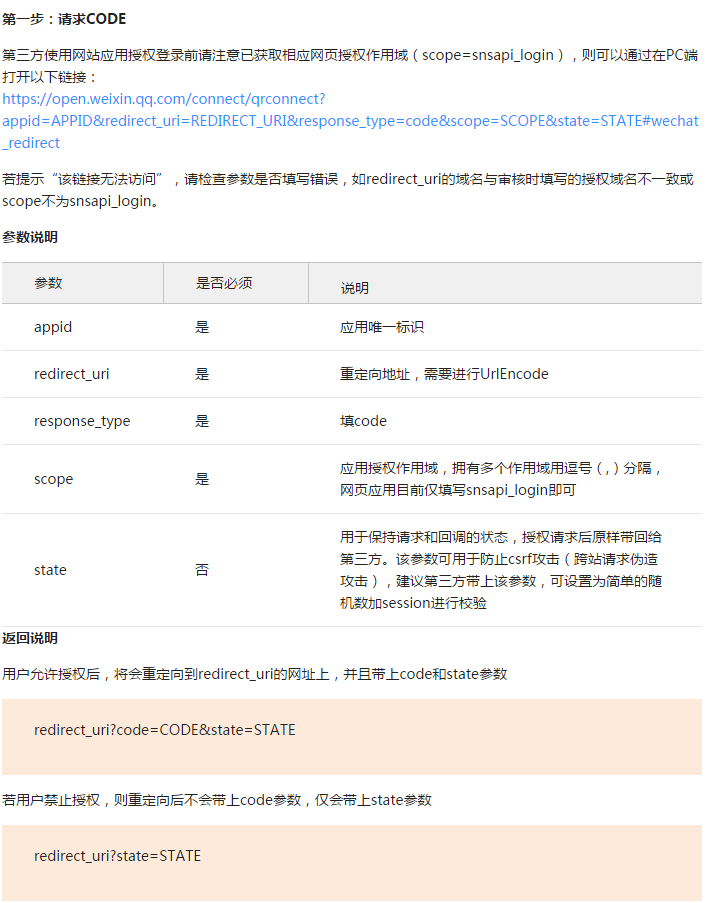 第一步：请求CODE
第三方使用网站应用授权登录前请注意已获取相应网页授权作用域（scope=snsapi_login），则可以通过在PC端
打开以下链接：
https://open.weixin.qq.com/connect/qrconnect?
appid=APPID&redirect_uri=REDIRECT_URI&response_type=code&scope=SCOPE&state=STATE#wechat
_redirect
若提示“该链接无法访问”，请检查参数是否填写错误，如redirect_uri的域名与审核时填写的授权域名不一致或
scope不为snsapi_login。
参数说明
参数 是否必须 说明
appid 是 应用唯一标识
redirect_uri 是 重定向地址，需要进行UrlEncode
response_type 是 填code
scope 是 应用授权作用域，拥有多个作用域用逗号（,）分隔，
网页应用目前仅填写snsapi_login即可
state 否 用于保持请求和回调的状态，授权请求后原样带回给
第三方。该参数可用于防止csrf攻击（跨站请求伪造
攻击），建议第三方带上该参数，可设置为简单的随
机数加session进行校验
返回说明
用户允许授权后，将会重定向到redirect_uri的网址上，并且带上code和state参数
redirect_uri?code=CODE&state=STATE
若用户禁止授权，则重定向后不会带上code参数，仅会带上state参数
redirect_uri?state=STATE